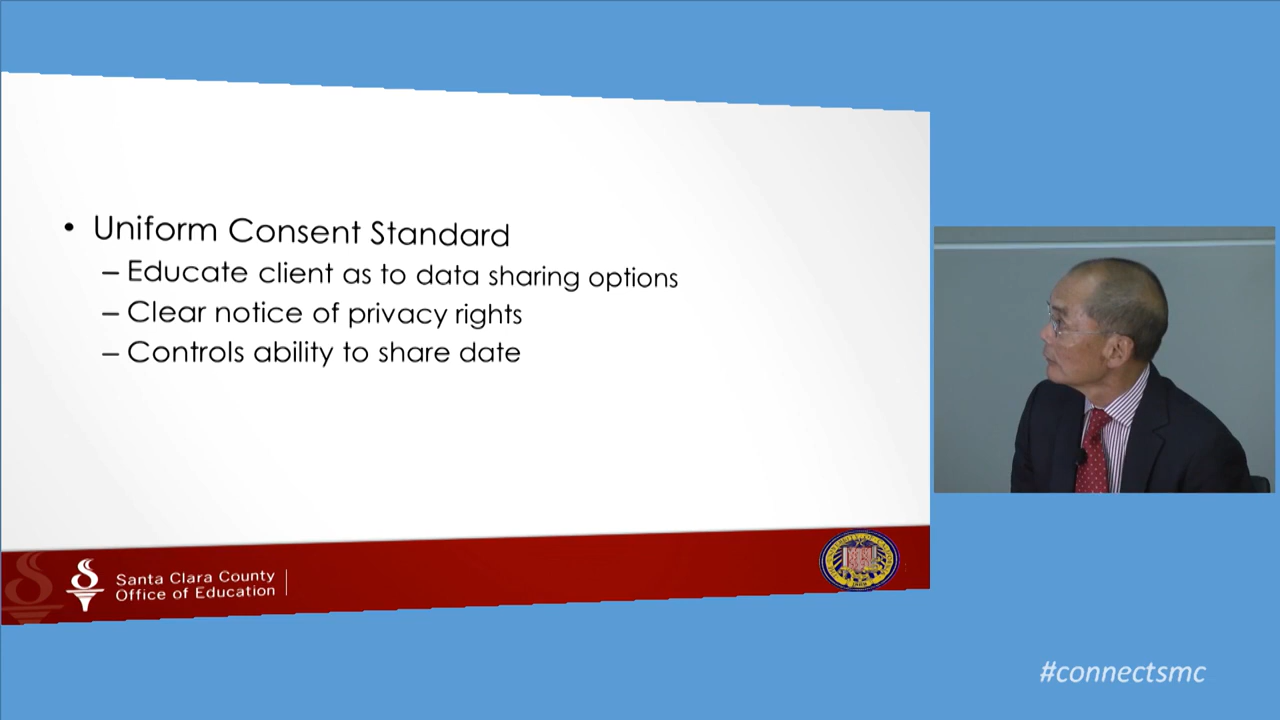 • Uniform Consent Standard
– Educate client as to data sharing options
– Clear notice of privacy rights
– Controls ability to share date
Santa Clara County
Office of Education
#connectsmc